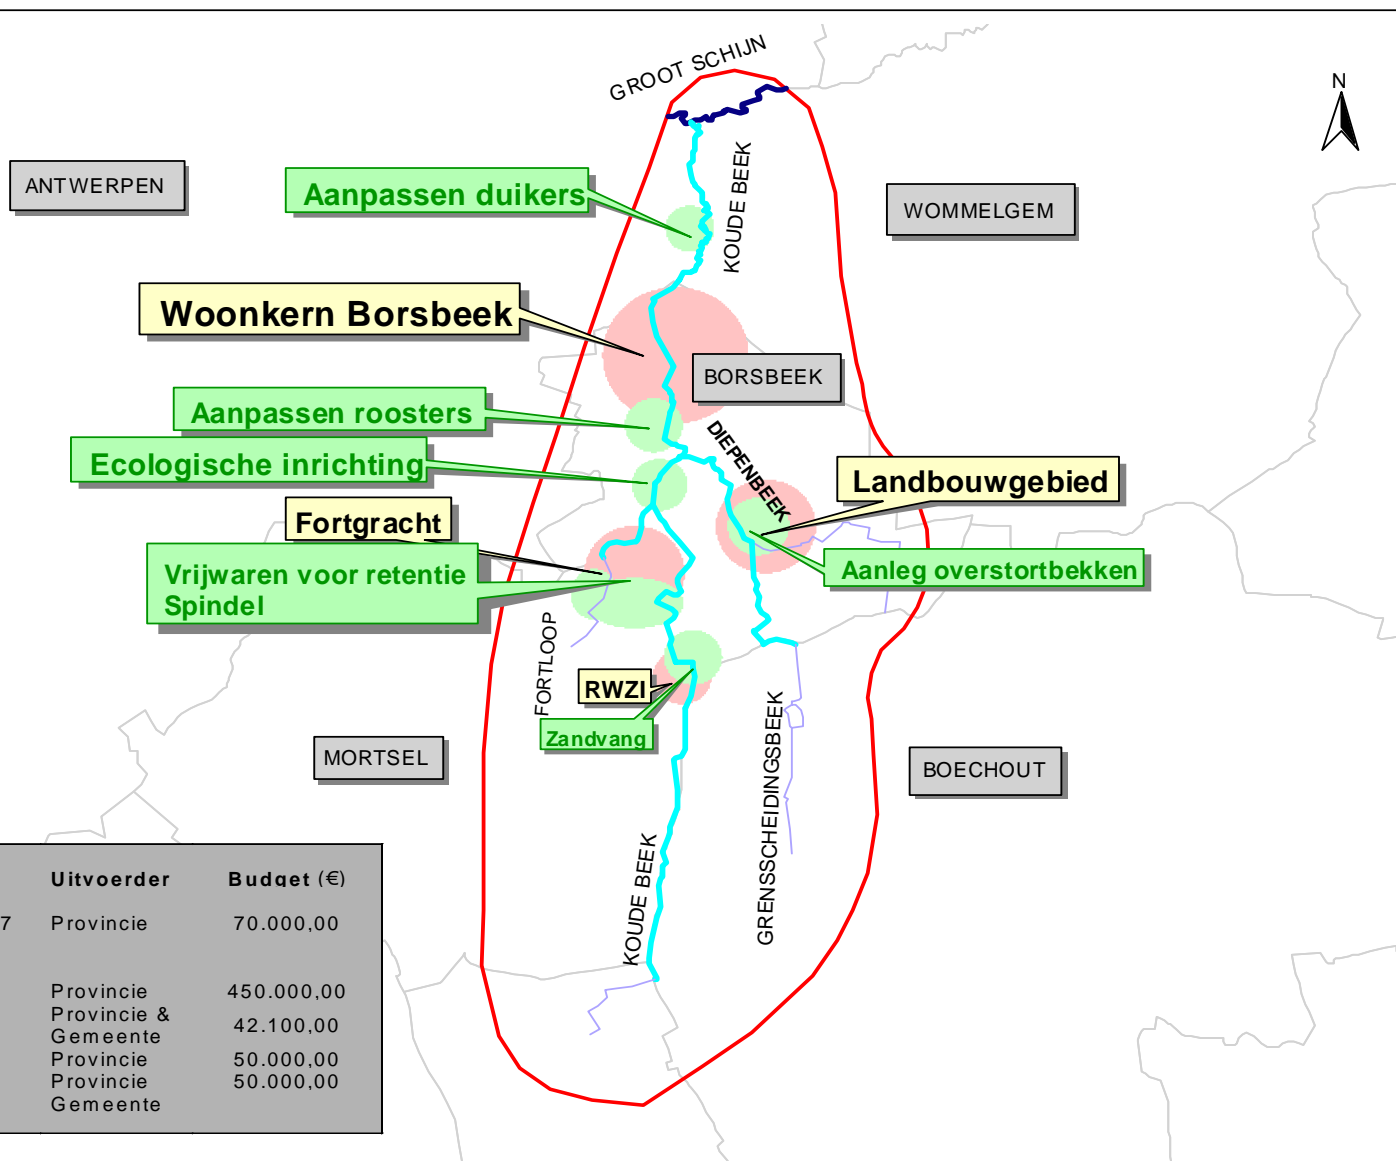 GROOT SCHIJN
N
ANTWERPEN
Aanpassen duikers
KOUDE BEEK
WOMMELGEM
Woonkern Borsbeek
BORSBEEK
Aanpassen roosters
DIEPENBEEK
Ecologische inrichting
Landbouwgebied
Fortgracht
Vrijwaren voor retentie
Spindel
Aanleg overstortbekken
FORTLOOP
RWZI
Zandvang
GRENSSCHEIDINGSBEEK
MORTSEL
BOECHOUT
KOUDE BEEK
Uitvoerder Budget (€)
7 Provincie 70.000,00
Provincie 450.000,00
Provincie &
Gemeente 42.100,00
Provincie 50.000,00
Provincie 50.000,00
Gemeente